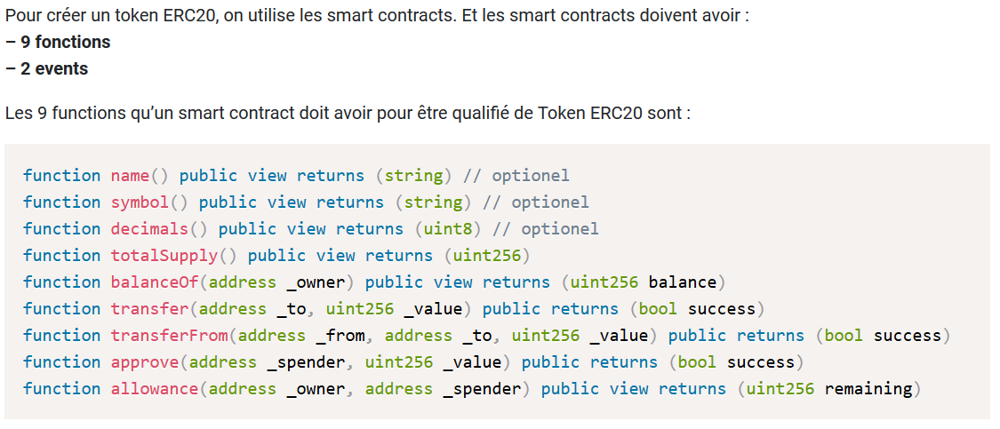 Pour créer un token ERC20, on utilise les smart contracts. Et les smart contracts doivent avoir :
– 9 fonctions
– 2 events
Les 9 functions qu’un smart contract doit avoir pour être qualifié de Token ERC20 sont :
function name() public view returns (string) // optionel
function symbol() public view returns (string) // optionel
function decimals() public view returns (uint8) // optionel
function totalSupply() public view returns (uint256)
function balanceOf(address _owner) public view returns (uint256 balance)
function transfer(address _to, uint256 _value) public returns (bool success)
function transferFrom(address _from, address _to, uint256 _value) public returns (bool success)
function approve(address _spender, uint256 _value) public returns (bool success)
function allowance(address _owner, address _spender) public view returns (uint256 remaining)